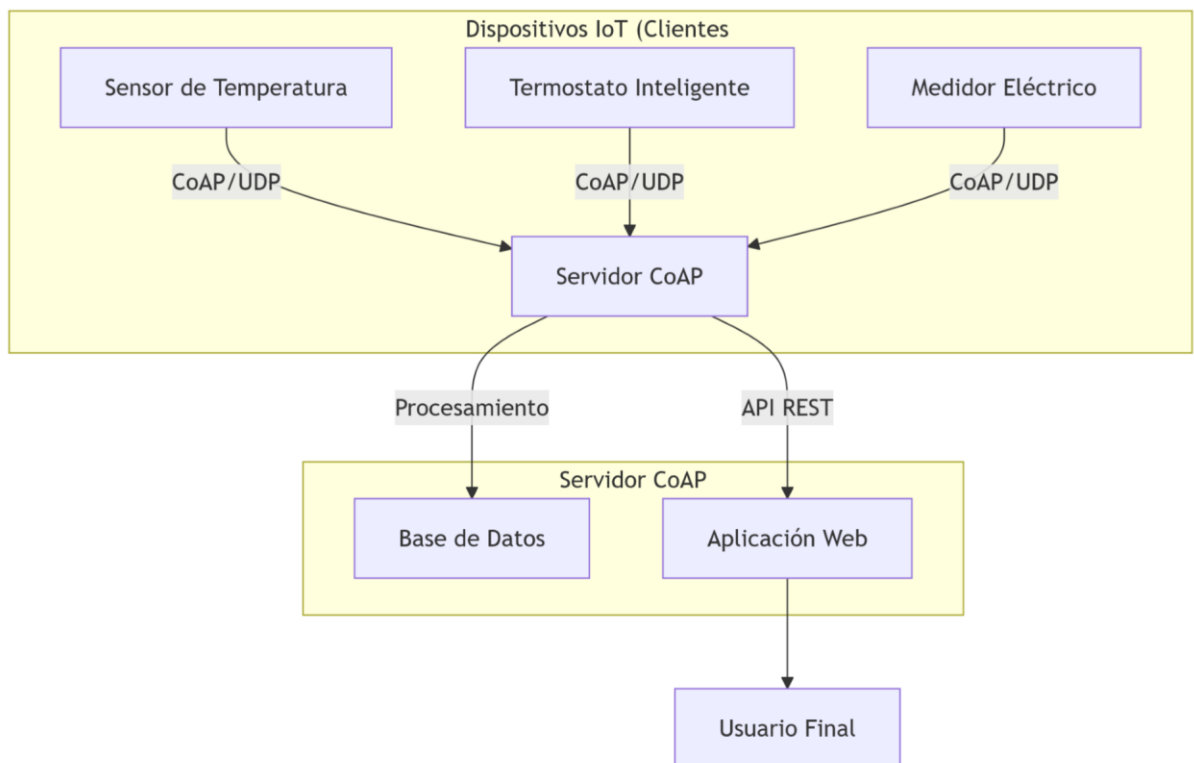 Dispositivos IoT (Clientes
Sensor de Temperatura
Termostato Inteligente
Medidor Eléctrico
CoAP/UDP
CoAP/UDP
CoAP/UDP
Servidor CoAP
Procesamiento
API REST
Servidor CoAP
Base de Datos
Aplicación Web
Usuario Final